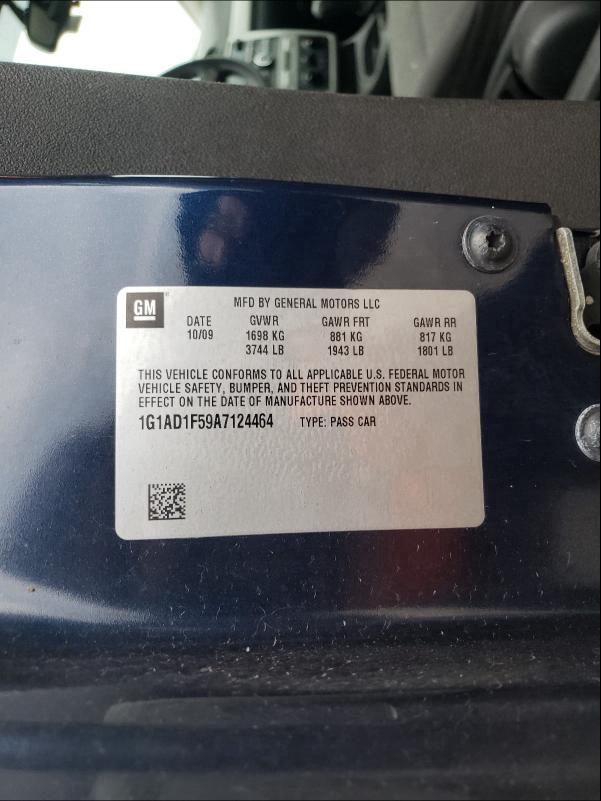 GM
MFD BY GENERAL MOTORS LLC
DATE GVWR GAWR FRT GAWR RR
10/09 1698 KG 881 KG 817 KG
3744 LB 1943 LB 1801 LB
THIS VEHICLE CONFORMS TO ALL APPLICABLE U.S. FEDERAL MOTOR
VEHICLE SAFETY, BUMPER, AND THEFT PREVENTION STANDARDS IN
EFFECT ON THE DATE OF MANUFACTURE SHOWN ABOVE.
1G1AD1F59A7124464 TYPE: PASS CAR